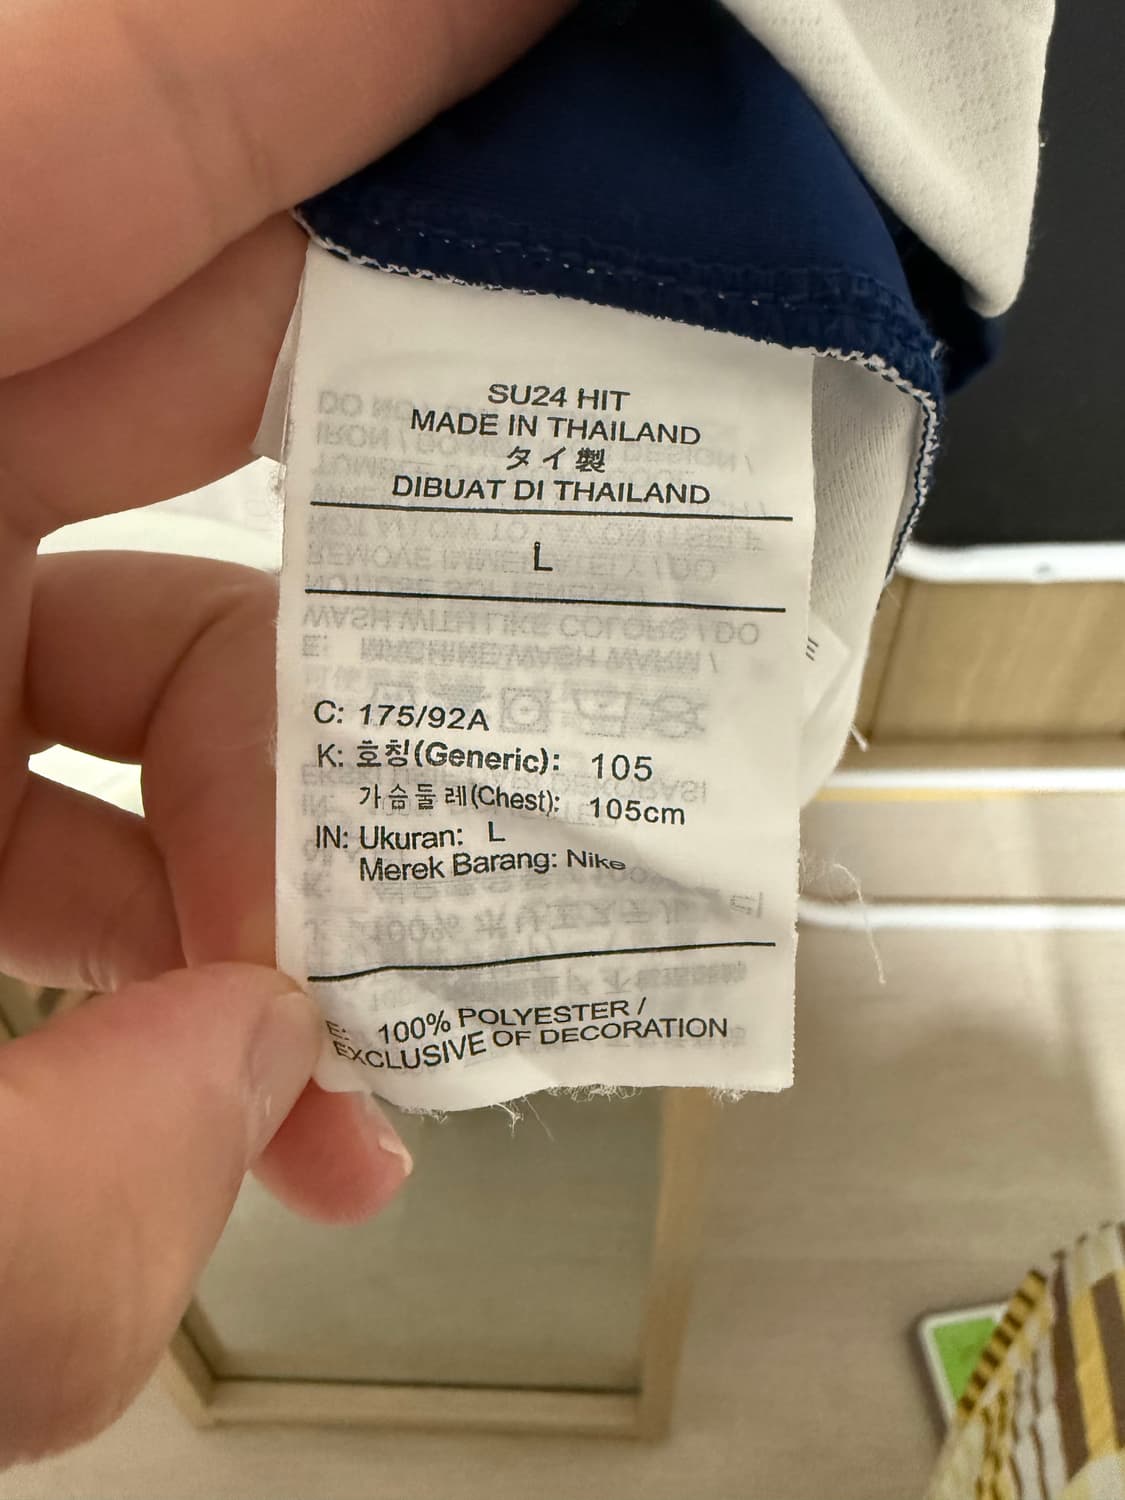 SU24 HIT
MADE IN THAILAND
タイ製
DIBUAT DI THAILAND
L
C: 175/92A
K: 호칭(Generic): 105
가슴둘레(Chest): 105cm
IN: Ukuran: L
Merek Barang: Nike
E: 100% POLYESTER /
EXCLUSIVE OF DECORATION